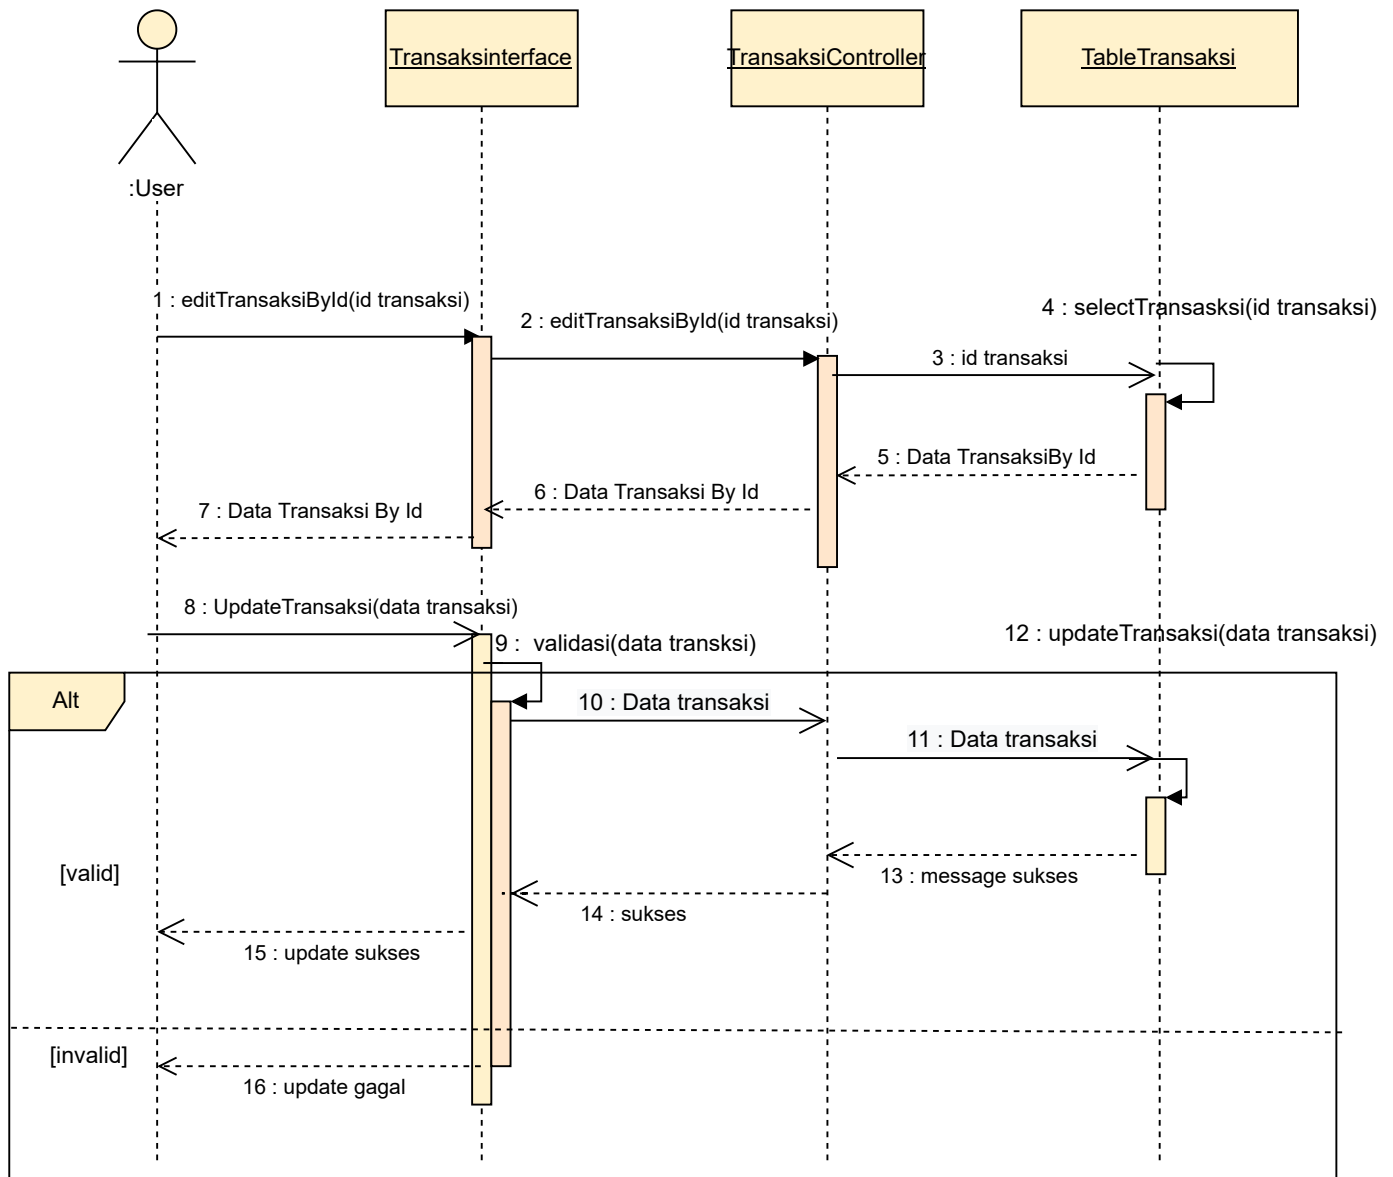 Transaksinterface
TransaksiController
TableTransaksi
:User
1 : editTransaksiById(id transaksi)
2 : editTransaksiById(id transaksi)
4 : selectTransasksi(id transaksi)
3 : id transaksi
5 : Data TransaksiBy Id
6 : Data Transaksi By Id
7 : Data Transaksi By Id
8 : UpdateTransaksi(data transaksi)
9 :  validasi(data transksi)
12 : updateTransaksi(data transaksi)
Alt
10 : Data transaksi
11 : Data transaksi
[valid]
13 : message sukses
14 : sukses
15 : update sukses
[invalid]
16 : update gagal